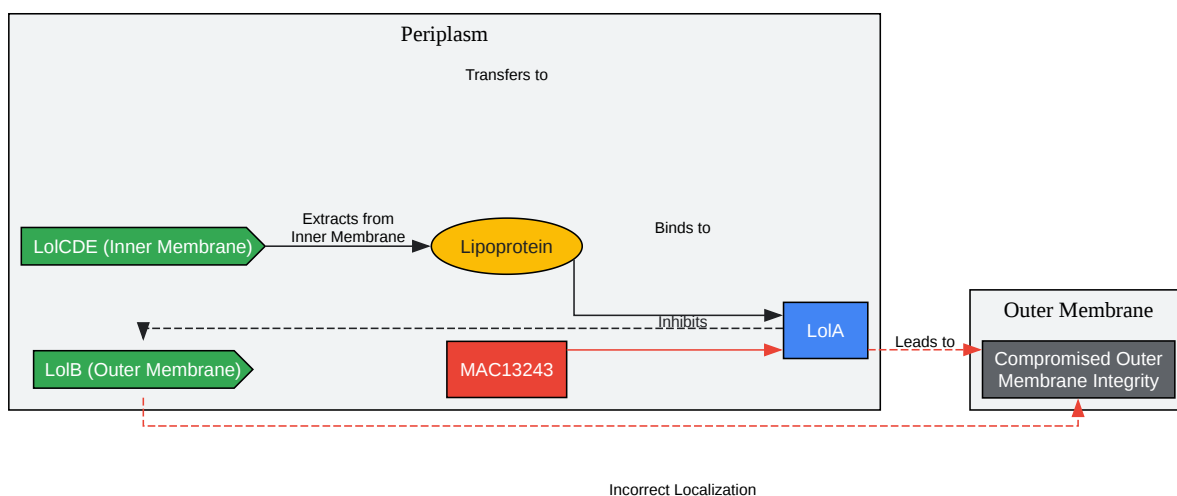 Periplasm
Transfers to
Extracts from
Inner Membrane
Binds to
LolCDE (Inner Membrane)
Lipoprotein
Outer Membrane
Inhibits
LolA
Leads to
Compromised Outer
Membrane Integrity
LolB (Outer Membrane)
MAC13243
Incorrect Localization